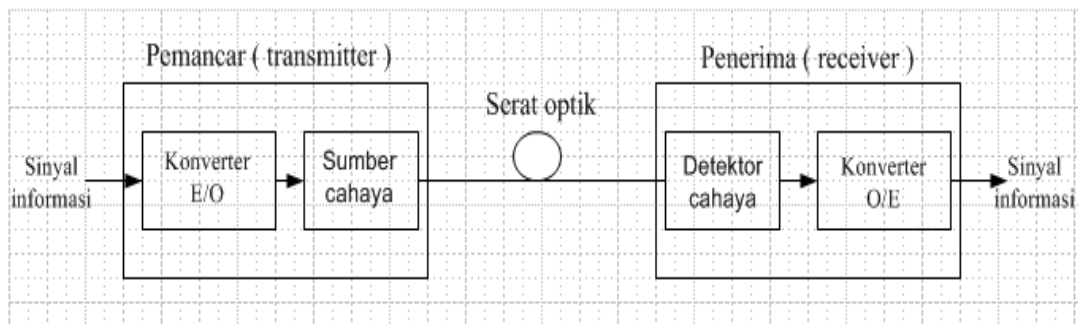 Pemancar ( transmitter )
Penerima ( receiver )
Serat optik
Sinyal
informasi
Konverter
E/O
Sumber
cahaya
Detektor
cahaya
Konverter
O/E
Sinyal
informasi